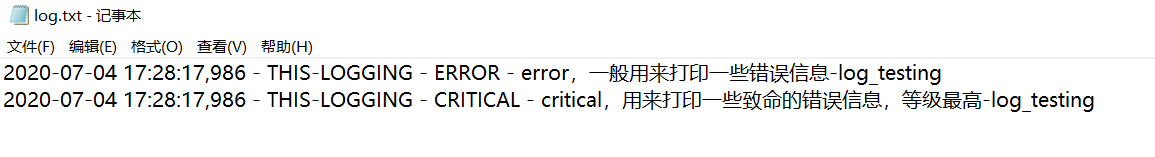 log.txt - 记事本
文件(F) 编辑(E) 格式(O) 查看(V) 帮助(H)
2020-07-04 17:28:17,986 - THIS-LOGGING - ERROR - error，一般用来打印一些错误信息-log_testing
2020-07-04 17:28:17,986 - THIS-LOGGING - CRITICAL - critical，用来打印一些致命的错误信息，等级最高-log_testing